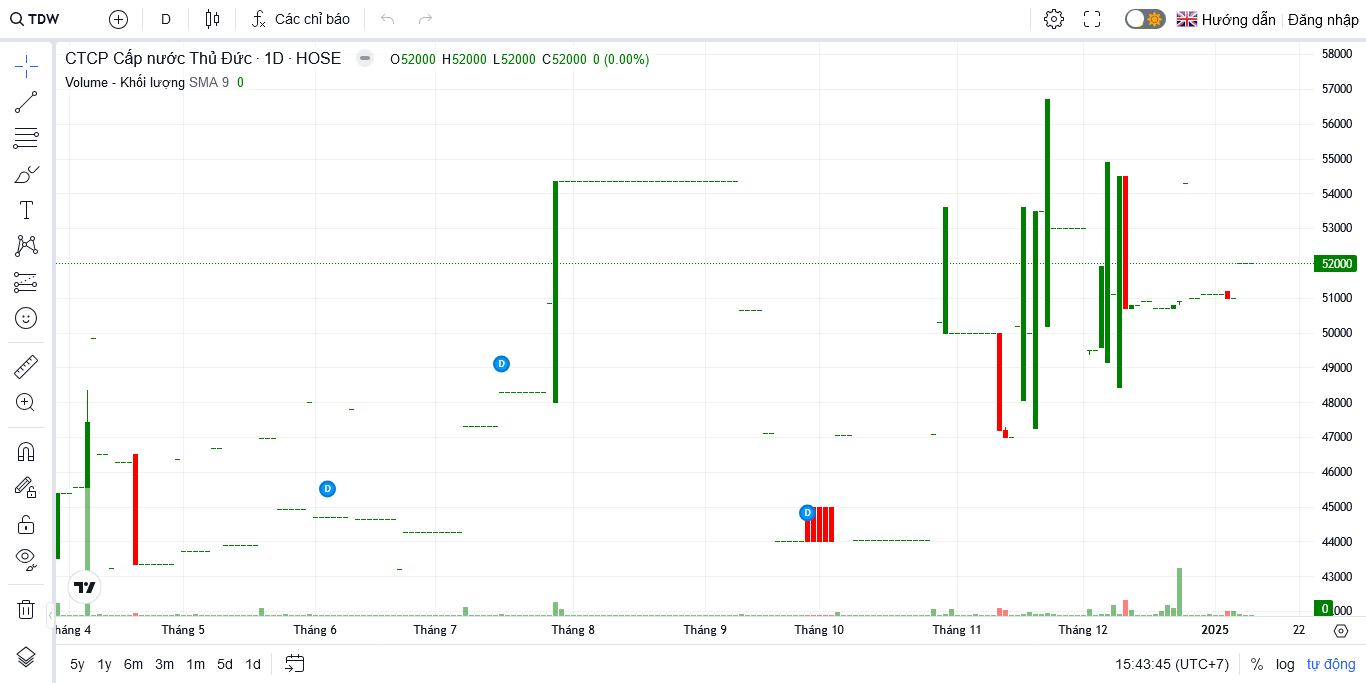 TDW D Các chỉ báo Hướng dẫn Đăng nhập
CTCP Cấp nước Thủ Đức · 1D · HOSE O52000 H52000 L52000 C52000 0 (0.00%)
Volume - Khối lượng SMA 9 0
58000
57000
56000
55000
54000
53000
52000
51000
50000
49000
48000
47000
46000
45000
44000
43000
0 000
D
D
D
háng 4 Tháng 5 Tháng 6 Tháng 7 Tháng 8 Tháng 9 Tháng 10 Tháng 11 Tháng 12 2025 22
5y 1y 6m 3m 1m 5d 1d 15:43:45 (UTC+7) % log tự động